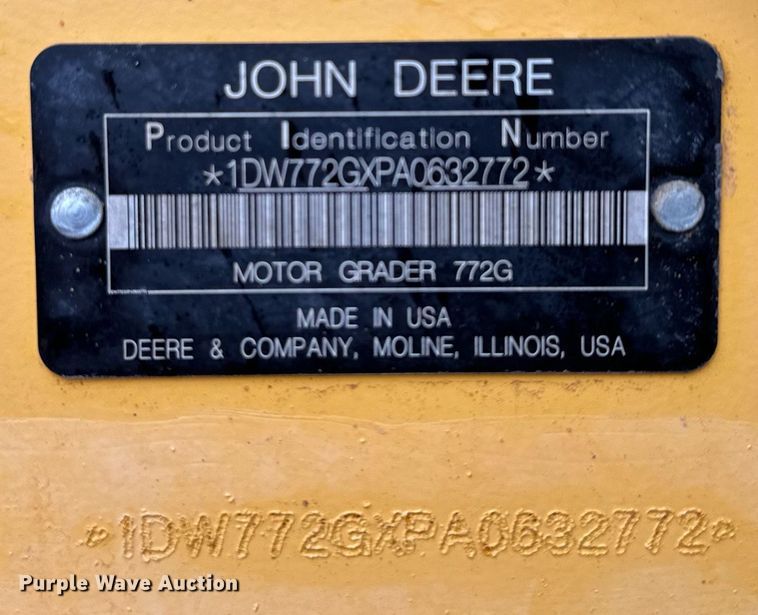 JOHN DEERE
Product Identification Number
*1DW772GXPA0632772*
MOTOR GRADER 772G
MADE IN USA
DEERE & COMPANY, MOLINE, ILLINOIS, USA
*1DW772GXPA0632772*
Purple Wave Auction